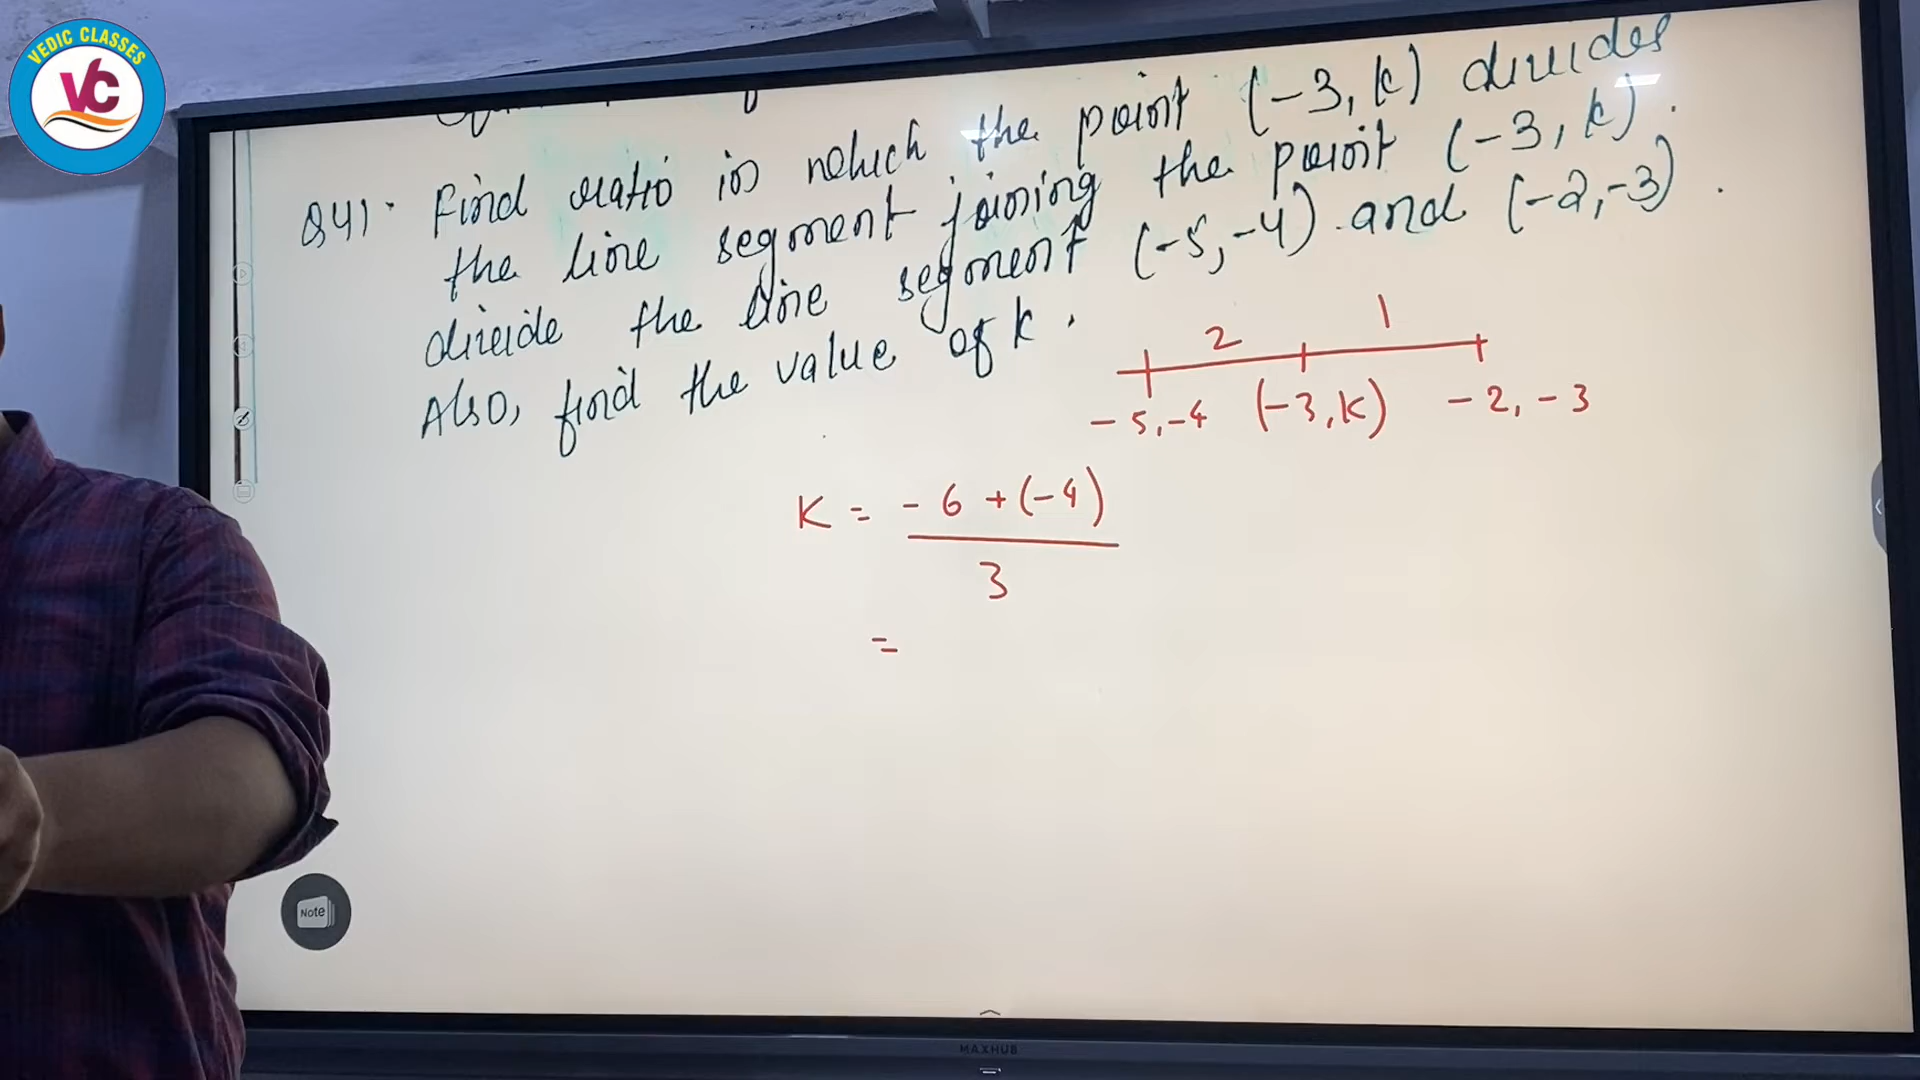 VEDIC CLASSES
VC
Q41. Find ratio in which the point (-3, k) divides
the line segment joining the point (-3, k).
divide the line segment (-5, -4) and (-2, -3).
Also, find the value of k.
2 1
-5, -4 (-3, K) -2, -3
K = -6 + (-4)
3
=
Note
MAXHUB